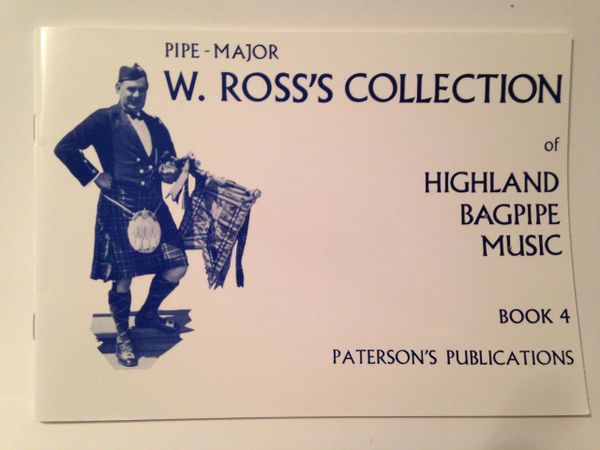 PIPE-MAJOR
W. ROSS'S COLLECTION
of
HIGHLAND
BAGPIPE
MUSIC
BOOK 4
PATERSON'S PUBLICATIONS